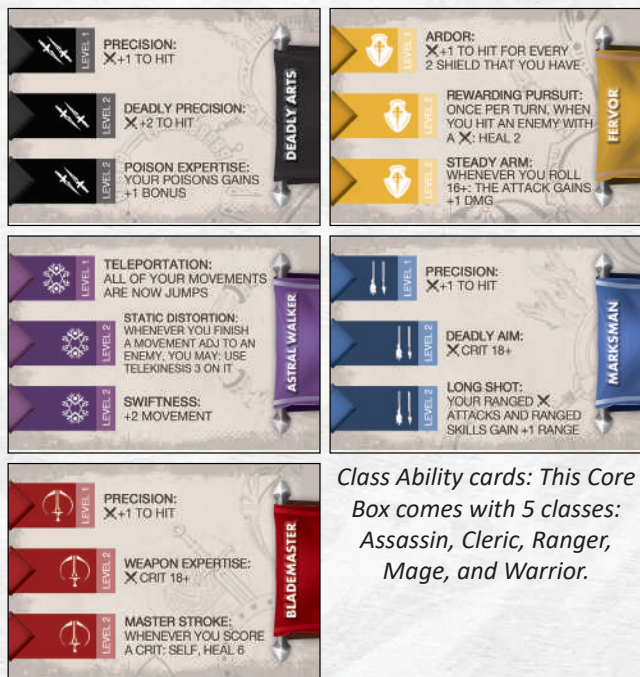 LEVEL 1
PRECISION:
X+1 TO HIT
LEVEL 2
DEADLY PRECISION:
X +2 TO HIT
LEVEL 2
POISON EXPERTISE:
YOUR POISONS GAINS
+1 BONUS
DEADLY ARTS
LEVEL 1
ARDOR:
X+1 TO HIT FOR EVERY
2 SHIELD THAT YOU HAVE
LEVEL 2
REWARDING PURSUIT:
ONCE PER TURN, WHEN
YOU HIT AN ENEMY WITH
A X: HEAL 2
LEVEL 2
STEADY ARM:
WHENEVER YOU ROLL
16+: THE ATTACK GAINS
+1 DMG
FERVOR
LEVEL 1
TELEPORTATION:
ALL OF YOUR MOVEMENTS
ARE NOW JUMPS
LEVEL 2
STATIC DISTORTION:
WHENEVER YOU FINISH
A MOVEMENT ADJ TO AN
ENEMY, YOU MAY: USE
TELEKINESIS 3 ON IT
LEVEL 2
SWIFTNESS:
+2 MOVEMENT
ASTRAL WALKER
LEVEL 1
PRECISION:
X+1 TO HIT
LEVEL 2
DEADLY AIM:
X CRIT 18+
LEVEL 2
LONG SHOT:
YOUR RANGED X
ATTACKS AND RANGED
SKILLS GAIN +1 RANGE
MARKSMAN
LEVEL 1
PRECISION:
X+1 TO HIT
LEVEL 2
WEAPON EXPERTISE:
X CRIT 18+
LEVEL 2
MASTER STROKE:
WHENEVER YOU SCORE
A CRIT: SELF, HEAL 6
BLADEMASTER
Class Ability cards: This Core
Box comes with 5 classes:
Assassin, Cleric, Ranger,
Mage, and Warrior.